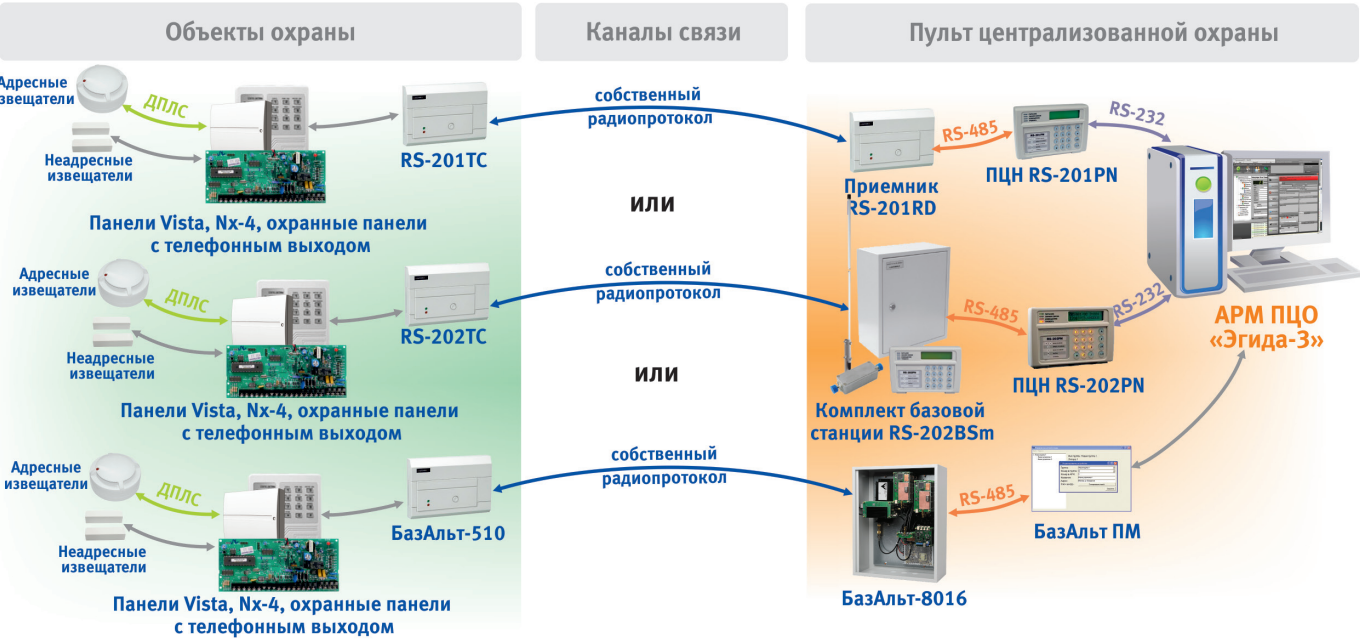 Объекты охраны
Каналы связи
Пульт централизованной охраны
Адресные
извещатели
ДПЛС
Неадресные
извещатели
RS-201TC
Панели Vista, Nx-4, охранные панели
с телефонным выходом
собственный
радиопротокол
или
RS-485
RS-232
Приемник
RS-201RD
ПЦН RS-201PN
Адресные
извещатели
ДПЛС
Неадресные
извещатели
RS-202TC
Панели Vista, Nx-4, охранные панели
с телефонным выходом
собственный
радиопротокол
или
RS-485
RS-232
Комплект базовой
станции RS-202BSm
ПЦН RS-202PN
АРМ ПЦО
«Эгида-3»
Адресные
извещатели
ДПЛС
Неадресные
извещатели
БазАльт-510
Панели Vista, Nx-4, охранные панели
с телефонным выходом
собственный
радиопротокол
RS-485
БазАльт-8016
БазАльт ПМ